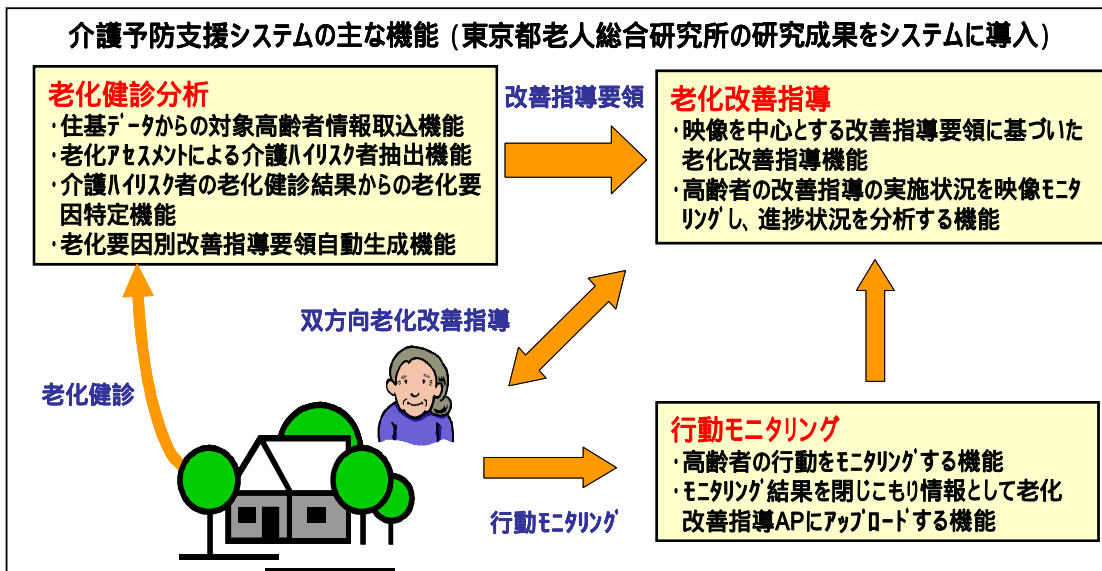 介護予防支援システムの主な機能（東京都老人総合研究所の研究成果をシステムに導入）
老化健診分析
・住基ﾃﾞｰﾀからの対象高齢者情報取込機能
・老化ｱｾｽﾒﾝﾄによる介護ﾊｲﾘｽｸ者抽出機能
・介護ﾊｲﾘｽｸ者の老化健診結果からの老化要
因特定機能
・老化要因別改善指導要領自動生成機能
改善指導要領
老化改善指導
・映像を中心とする改善指導要領に基づいた
老化改善指導機能
・高齢者の改善指導の実施状況を映像ﾓﾆﾀ
ﾘﾝｸﾞし、進捗状況を分析する機能
双方向老化改善指導
老化健診
行動ﾓﾆﾀﾘﾝｸﾞ
行動モニタリング
・高齢者の行動をﾓﾆﾀﾘﾝｸﾞする機能
・ﾓﾆﾀﾘﾝｸﾞ結果を閉じこもり情報として老化
改善指導APにｱｯﾌﾟﾛｰﾄﾞする機能